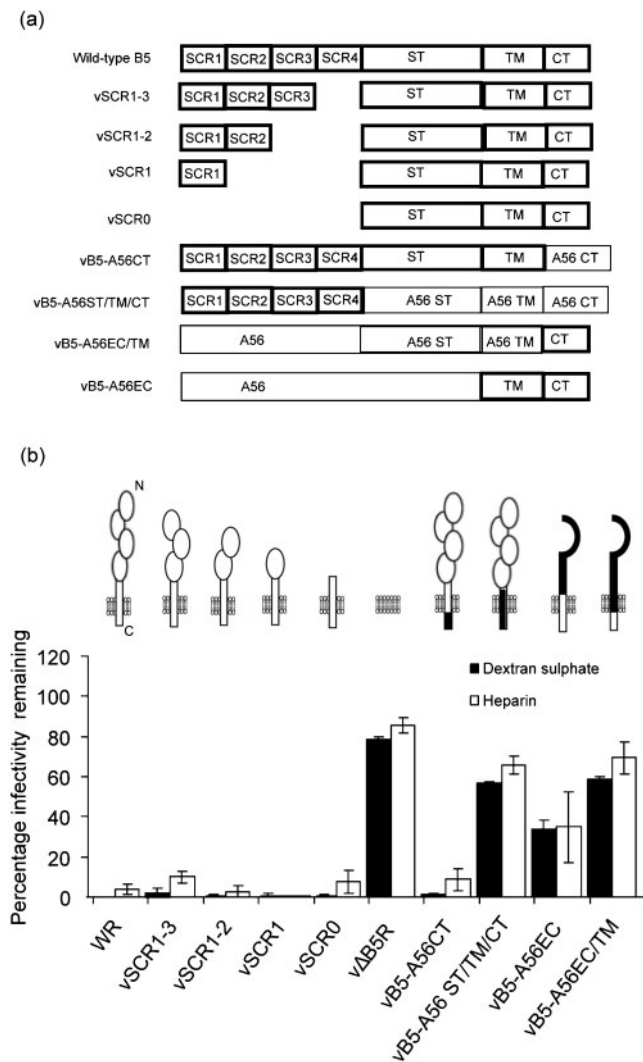 (a)
Wild-type B5 SCR1 SCR2 SCR3 SCR4 ST TM CT
vSCR1-3 SCR1 SCR2 SCR3 ST TM CT
vSCR1-2 SCR1 SCR2 ST TM CT
vSCR1 SCR1 ST TM CT
vSCR0 ST TM CT
vB5-A56CT SCR1 SCR2 SCR3 SCR4 ST TM A56 CT
vB5-A56ST/TM/CT SCR1 SCR2 SCR3 SCR4 A56 ST A56 TM A56 CT
vB5-A56EC/TM A56 A56 ST A56 TM CT
vB5-A56EC A56 TM CT
(b)
N
C
Percentage infectivity remaining
120
100
80
60
40
20
0
Dextran sulphate
Heparin
WR
vSCR1-3
vSCR1-2
vSCR1
vSCR0
vΔB5R
vB5-A56CT
vB5-A56 ST/TM/CT
vB5-A56EC
vB5-A56EC/TM